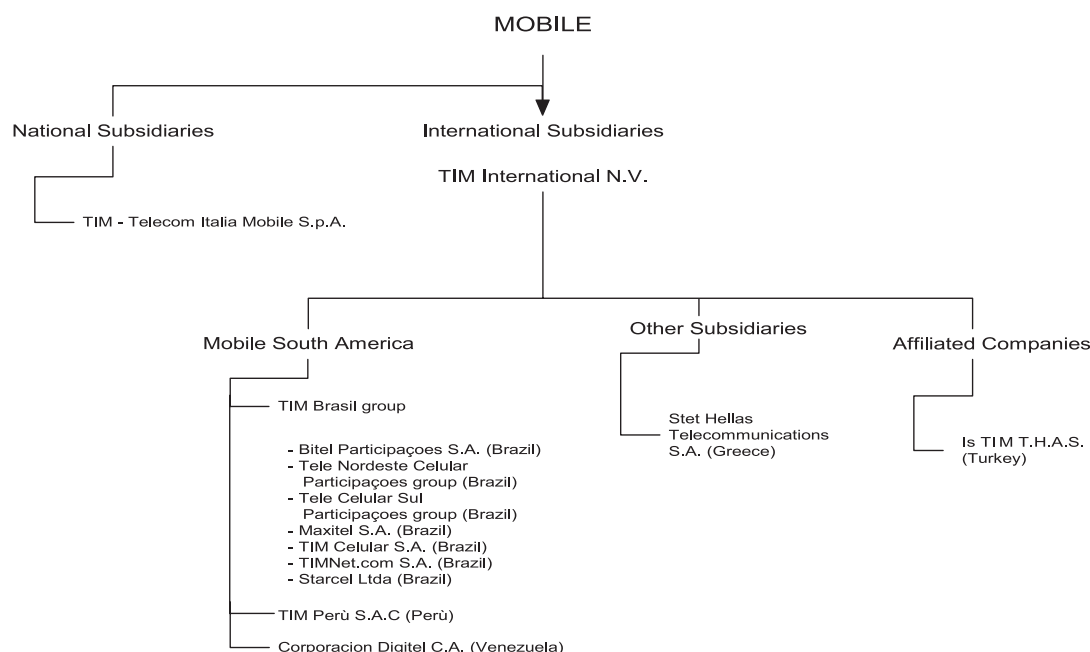 MOBILE
National Subsidiaries
International Subsidiaries
TIM International N.V.
TIM - Telecom Italia Mobile S.p.A.
Mobile South America
Other Subsidiaries
Affiliated Companies
TIM Brasil group
- Bitel Participaçoes S.A. (Brazil)
- Tele Nordeste Celular
Participaçoes group (Brazil)
- Tele Celular Sul
Participaçoes group (Brazil)
- Maxitel S.A. (Brazil)
- TIM Celular S.A. (Brazil)
- TIMNet.com S.A. (Brazil)
- Starcel Ltda (Brazil)
TIM Perù S.A.C (Perù)
Corporacion Digitel C.A. (Venezuela)
Stet Hellas
Telecommunications
S.A. (Greece)
Is TIM T.H.A.S.
(Turkey)